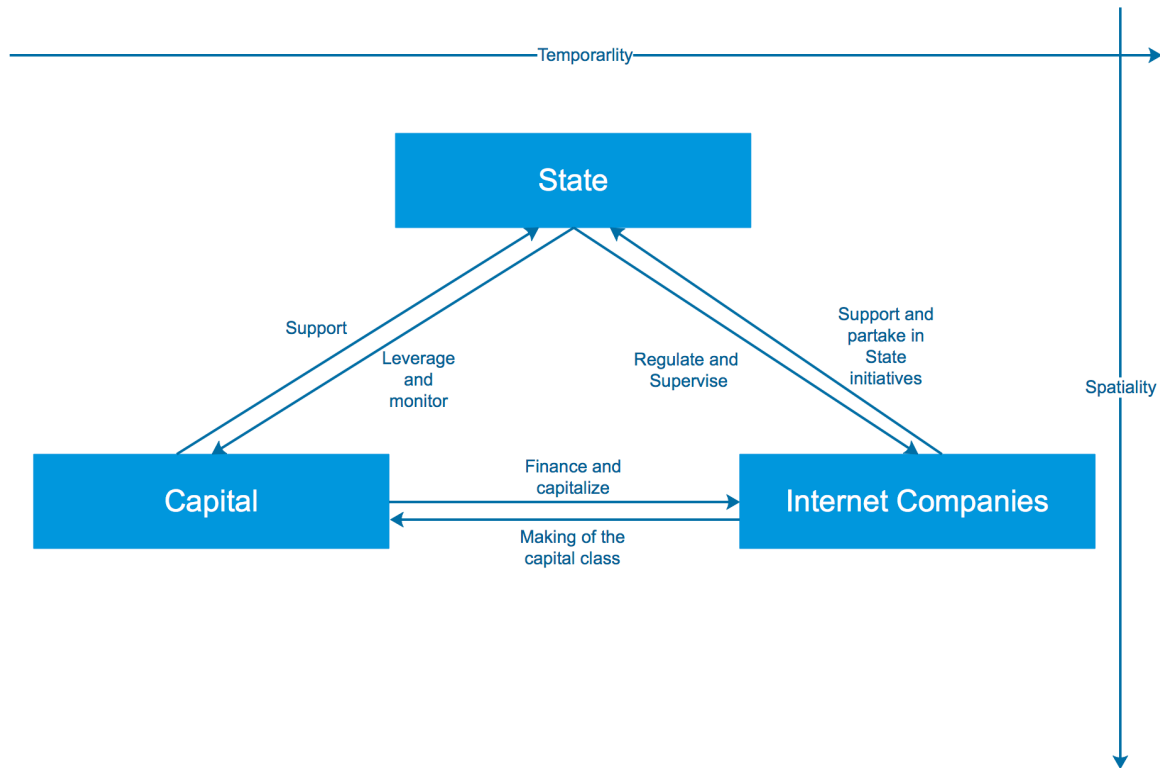 Temporarlity
State
Support
Leverage
and
monitor
Regulate and
Supervise
Support and
partake in
State
initiatives
Spatiality
Capital
Finance and
capitalize
Making of the
capital class
Internet Companies